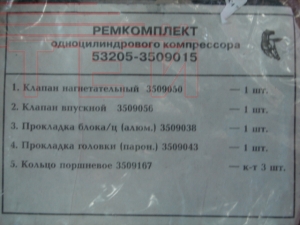 РЕМКОМПЛЕКТ
одноцилиндрового компрессора
53205-3509015
1. Клапан нагнетательный 3509050 — 1 шт.
2. Клапан впускной 3509056 — 1 шт.
3. Прокладка блока/ц (алюм.) 3509038 — 1 шт.
4. Прокладка головки (парон.) 3509043 — 1 шт.
5. Кольцо поршневое 3509167 — к-т 3 шт.